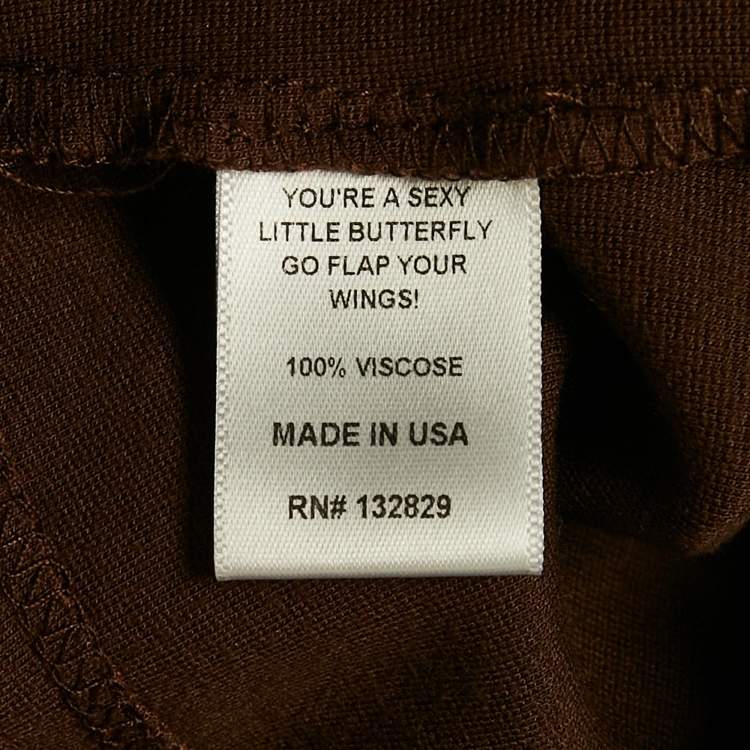 YOU'RE A SEXY
LITTLE BUTTERFLY
GO FLAP YOUR
WINGS!
100% VISCOSE
MADE IN USA
RN# 132829